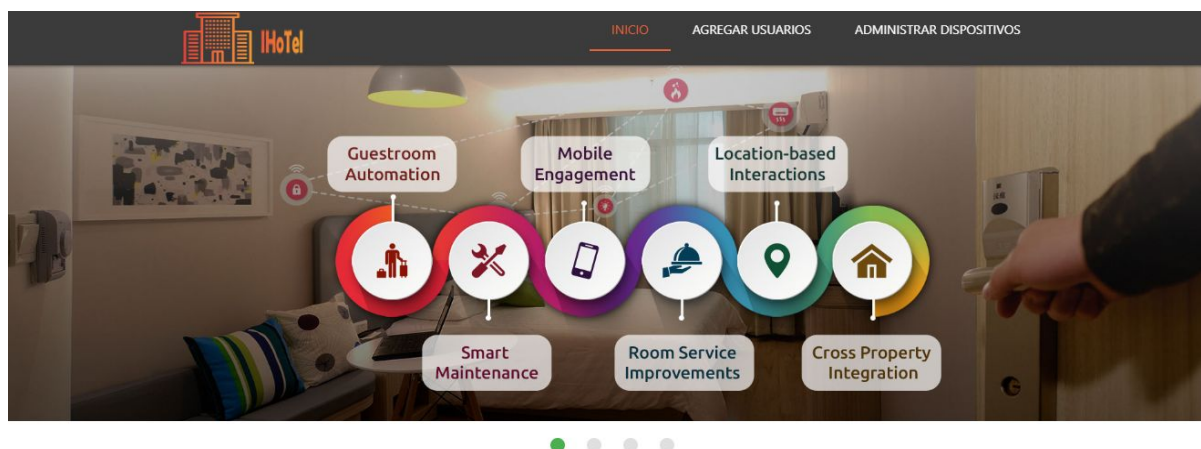 IHoTel
INICIO
AGREGAR USUARIOS
ADMINISTRAR DISPOSITIVOS
Guestroom
Automation
Mobile
Engagement
Location-based
Interactions
Smart
Maintenance
Room Service
Improvements
Cross Property
Integration